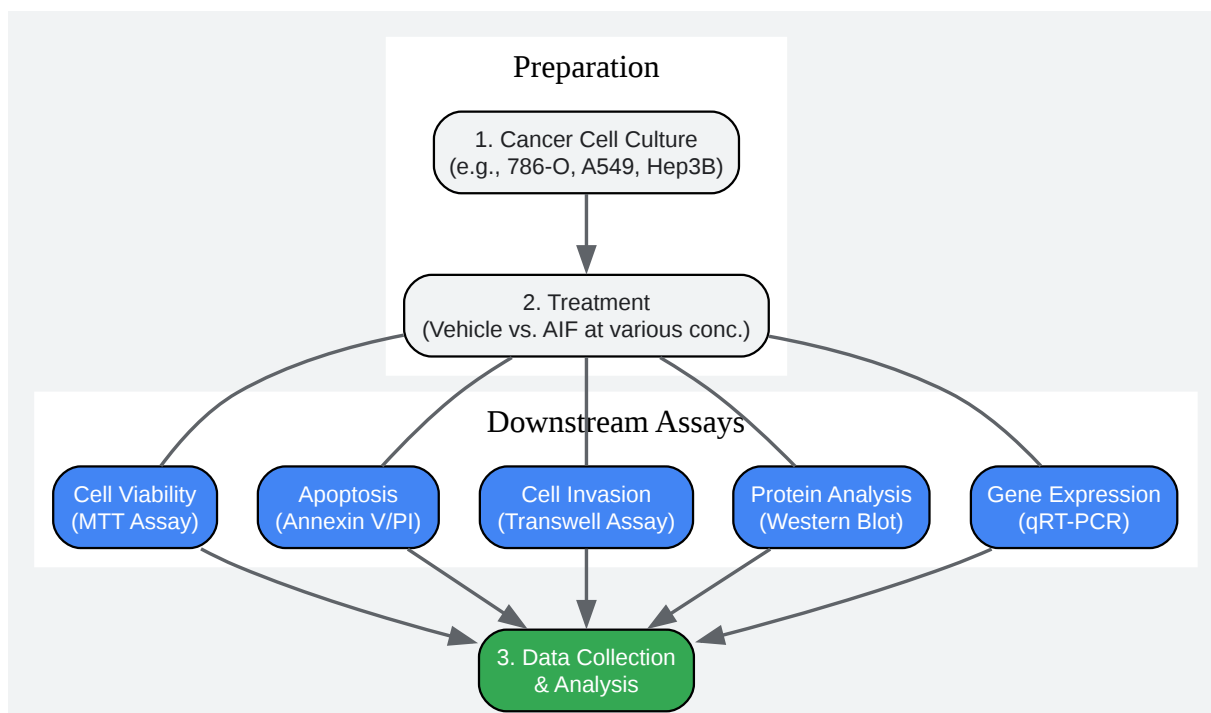 Preparation
1. Cancer Cell Culture
(e.g., 786-O, A549, Hep3B)
2. Treatment
(Vehicle vs. AIF at various conc.)
Downstream Assays
Cell Viability
(MTT Assay)
Apoptosis
(Annexin V/PI)
Cell Invasion
(Transwell Assay)
Protein Analysis
(Western Blot)
Gene Expression
(qRT-PCR)
3. Data Collection
& Analysis